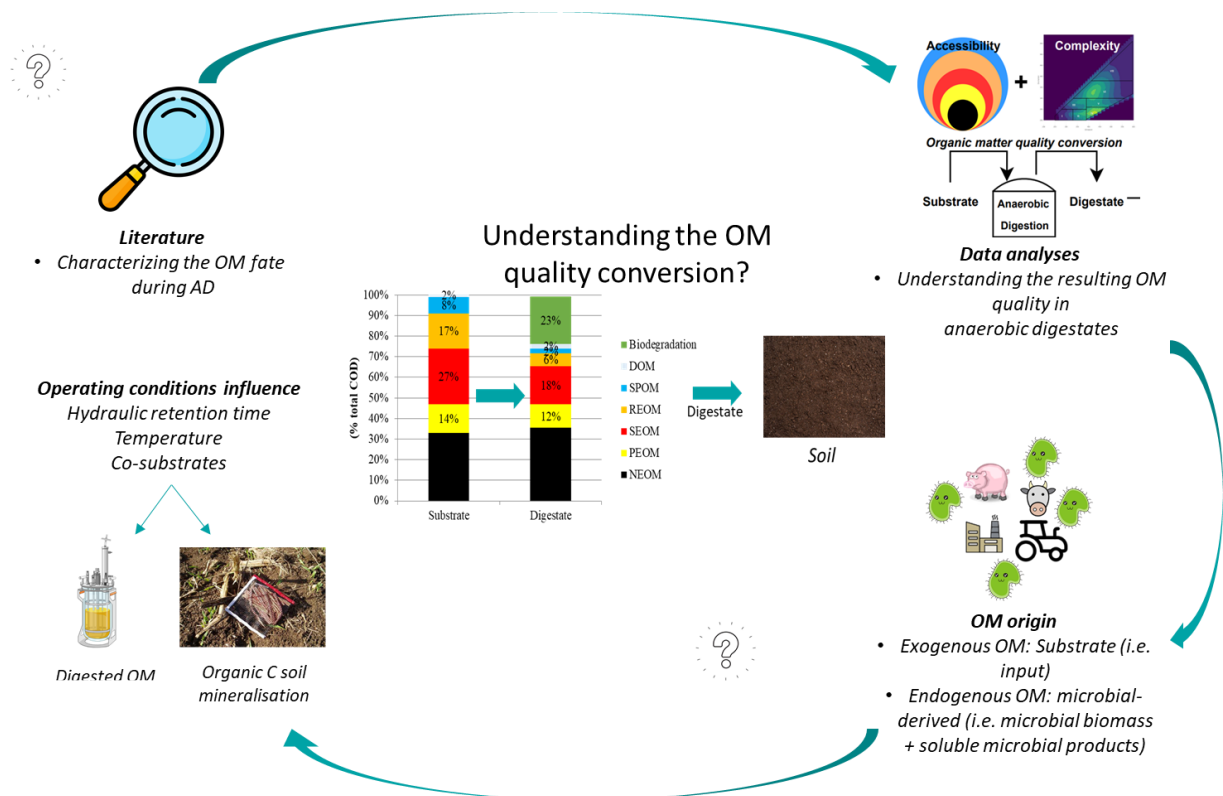 ?
Accessibility
+
Complexity
Organic matter quality conversion
Substrate
Anaerobic
Digestion
Digestate
Literature
• Characterizing the OM fate
during AD
Data analyses
• Understanding the resulting OM
quality in
anaerobic digestates
Understanding the OM
quality conversion?
(% total COD)
100%
90%
80%
70%
60%
50%
40%
30%
20%
10%
0%
2%
8%
17%
27%
14%
Substrate
23%
2%
2%
6%
18%
12%
Digestate
Biodegradation
DOM
SPOM
REOM
SEOM
PEOM
NEOM
Digestate
Soil
Operating conditions influence
Hydraulic retention time
Temperature
Co-substrates
Digested OM
Organic C soil
mineralisation
?
OM origin
• Exogenous OM: Substrate (i.e.
input)
• Endogenous OM: microbial-
derived (i.e. microbial biomass
+ soluble microbial products)